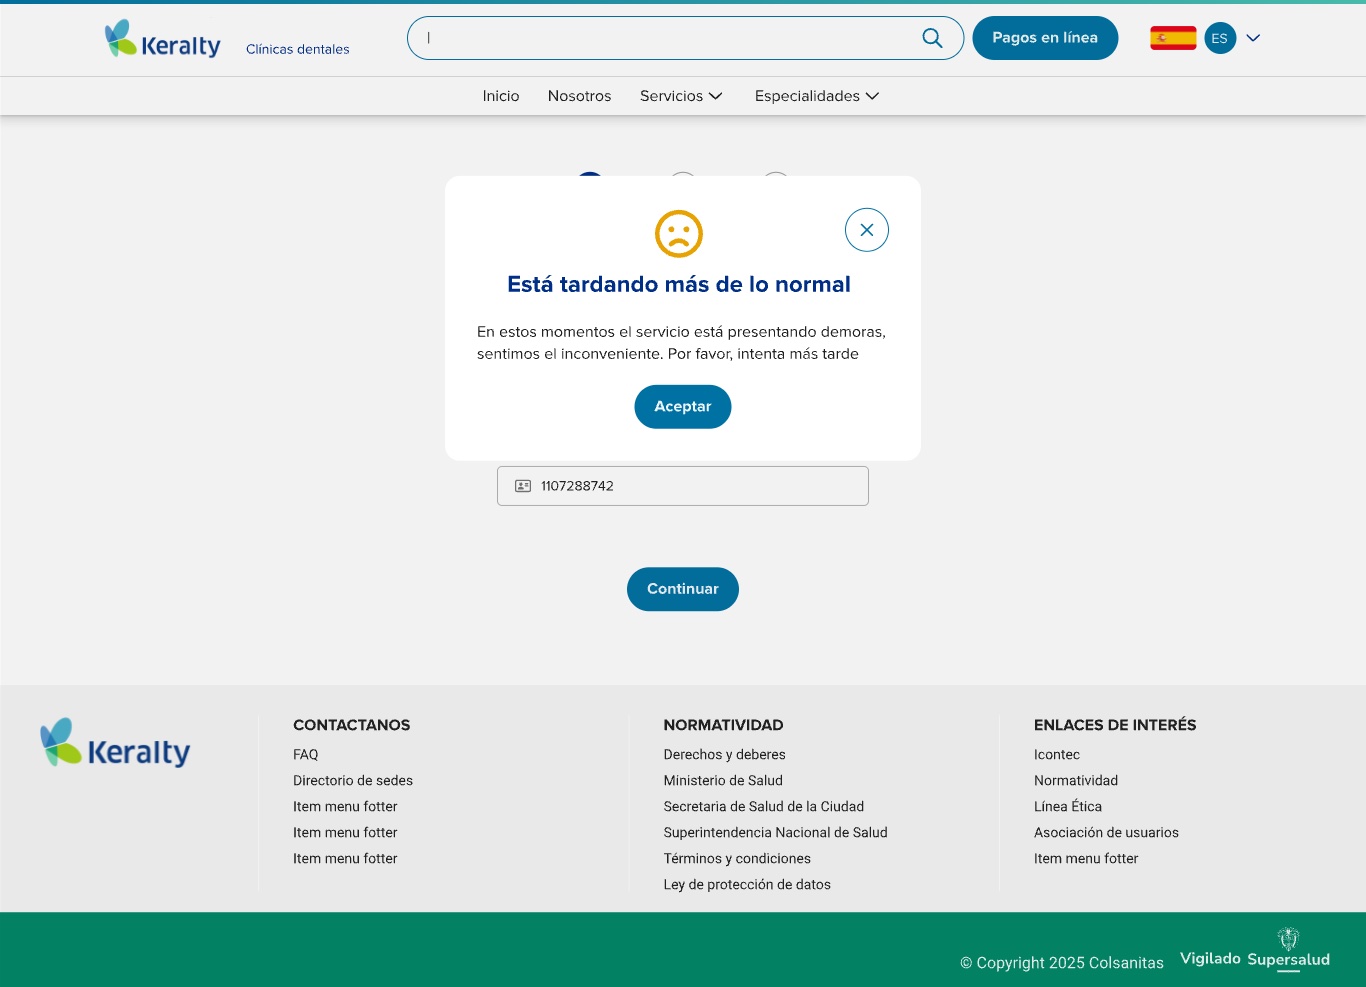 Keralty
Clínicas dentales
Pagos en línea
ES
Inicio
Nosotros
Servicios
Especialidades
Está tardando más de lo normal
En estos momentos el servicio está presentando demoras,
sentimos el inconveniente. Por favor, intenta más tarde
Aceptar
1107288742
Continuar
Keralty
CONTACTANOS
FAQ
Directorio de sedes
Item menu fotter
Item menu fotter
Item menu fotter
NORMATIVIDAD
Derechos y deberes
Ministerio de Salud
Secretaria de Salud de la Ciudad
Superintendencia Nacional de Salud
Términos y condiciones
Ley de protección de datos
ENLACES DE INTERÉS
Icontec
Normatividad
Línea Ética
Asociación de usuarios
Item menu fotter
© Copyright 2025 Colsanitas
Vigilado Supersalud